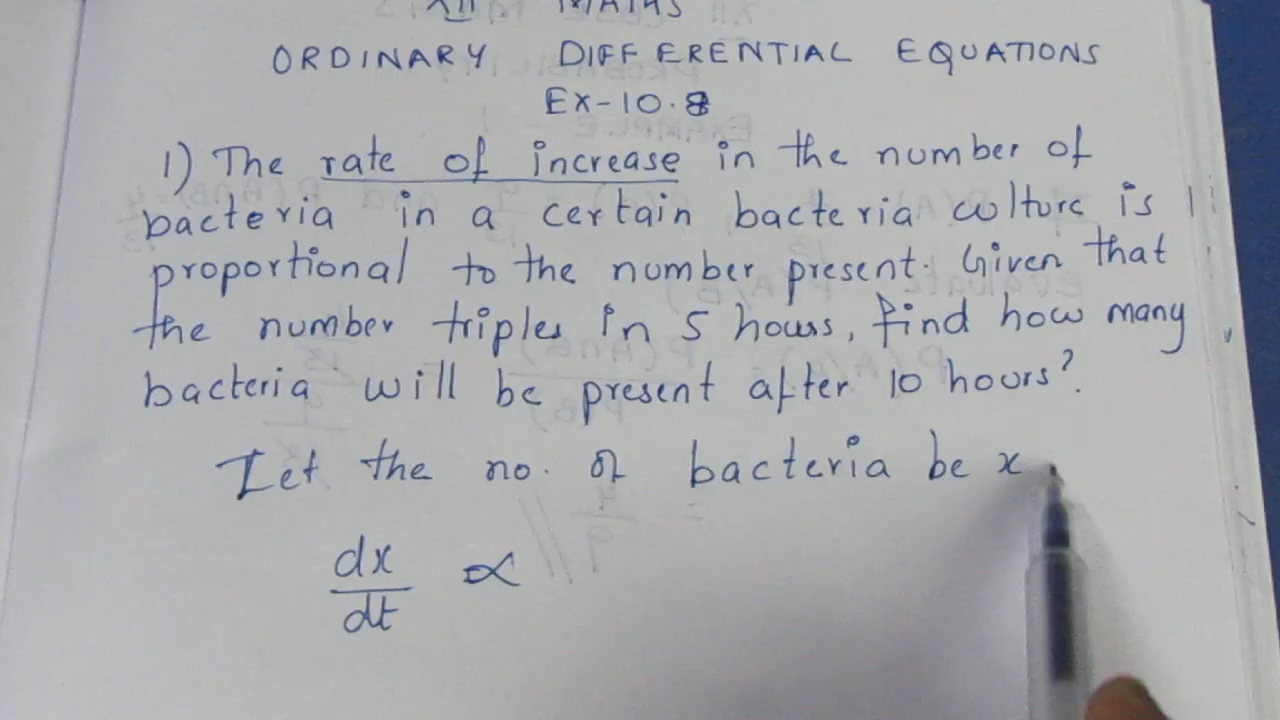 XII MATHS
ORDINARY DIFFERENTIAL EQUATIONS
EX-10.8
1) The rate of increase in the number of
bacteria in a certain bacteria culture is
proportional to the number present. Given that
the number triples in 5 hours, find how many
bacteria will be present after 10 hours?
Let the no. of bacteria be x
dx/dt ∝